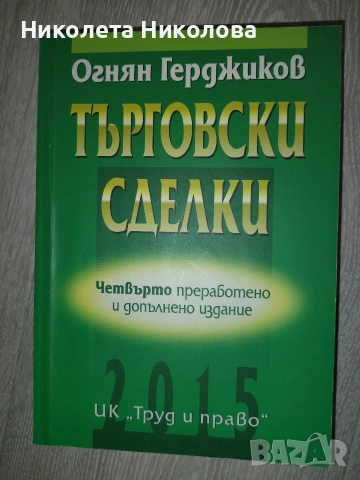 Николета Николова
Огнян Герджиков
ТЪРГОВСКИ
СДЕЛКИ
Четвърто преработено
и допълнено издание
2015
ИК „Труд и право“
BAZAR